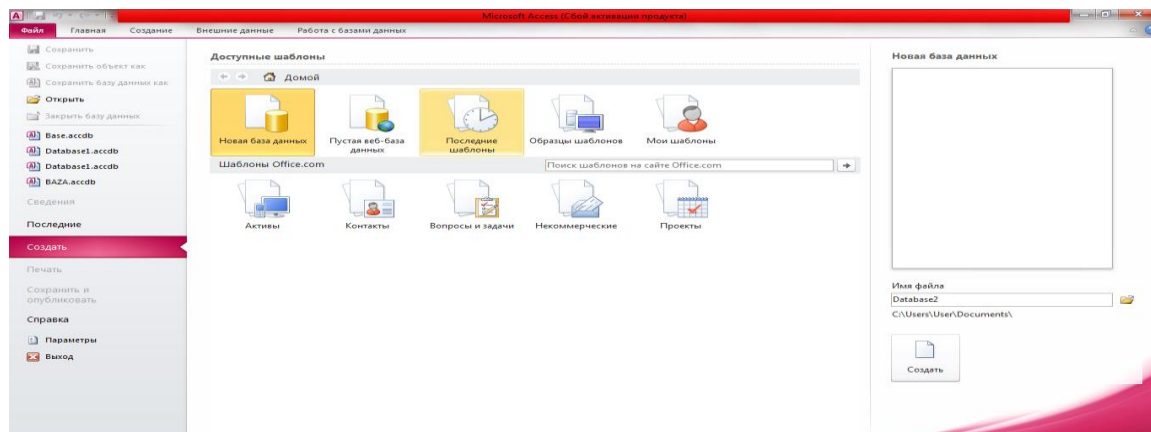 Microsoft Access (Сбой активации продукта)
Файл Главная Создание Внешние данные Работа с базами данных
Сохранить
Сохранить объект как
Сохранить базу данных как
Открыть
Закрыть базу данных
Base.accdb
Database1.accdb
Database1.accdb
BAZA.accdb
Сведения
Последние
Создать
Печать
Сохранить и
опубликовать
Справка
Параметры
Выход
Доступные шаблоны
Домой
Новая база данных
Пустая веб-база
данных
Последние
шаблоны
Образцы шаблонов
Мои шаблоны
Шаблоны Office.com
Поиск шаблонов на сайте Office.com
Активы
Контакты
Вопросы и задачи
Некоммерческие
Проекты
Новая база данных
Имя файла
Database2
C:\Users\User\Documents\
Создать